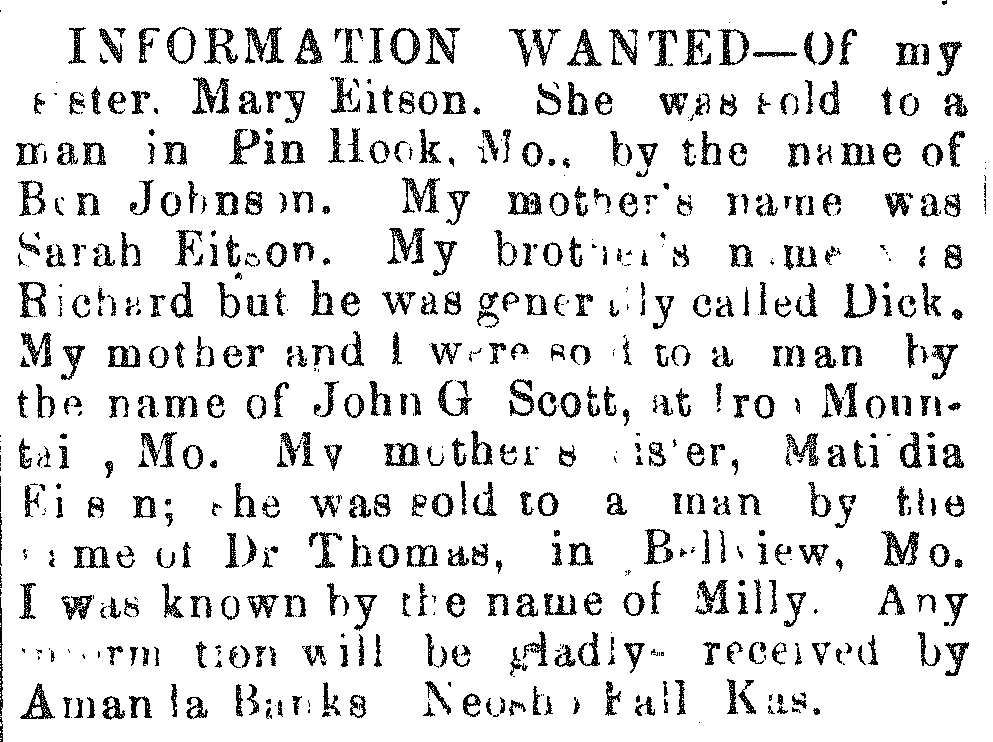 INFORMATION WANTED—Of my
sister. Mary Eitson. She was sold to a
man in Pin Hook, Mo., by the name of
Ben Johnson. My mother's name was
Sarah Eitson. My brother's name was
Richard but he was generally called Dick.
My mother and I were sold to a man by
the name of John G Scott, at Iron Moun-
tain, Mo. My mother's sister, Matildia
she was sold to a man by the
name of Dr Thomas, in Bellview, Mo.
I was known by the name of Milly. Any
information will be gladly received by
Amanda Banks Neosho Fall Kas.